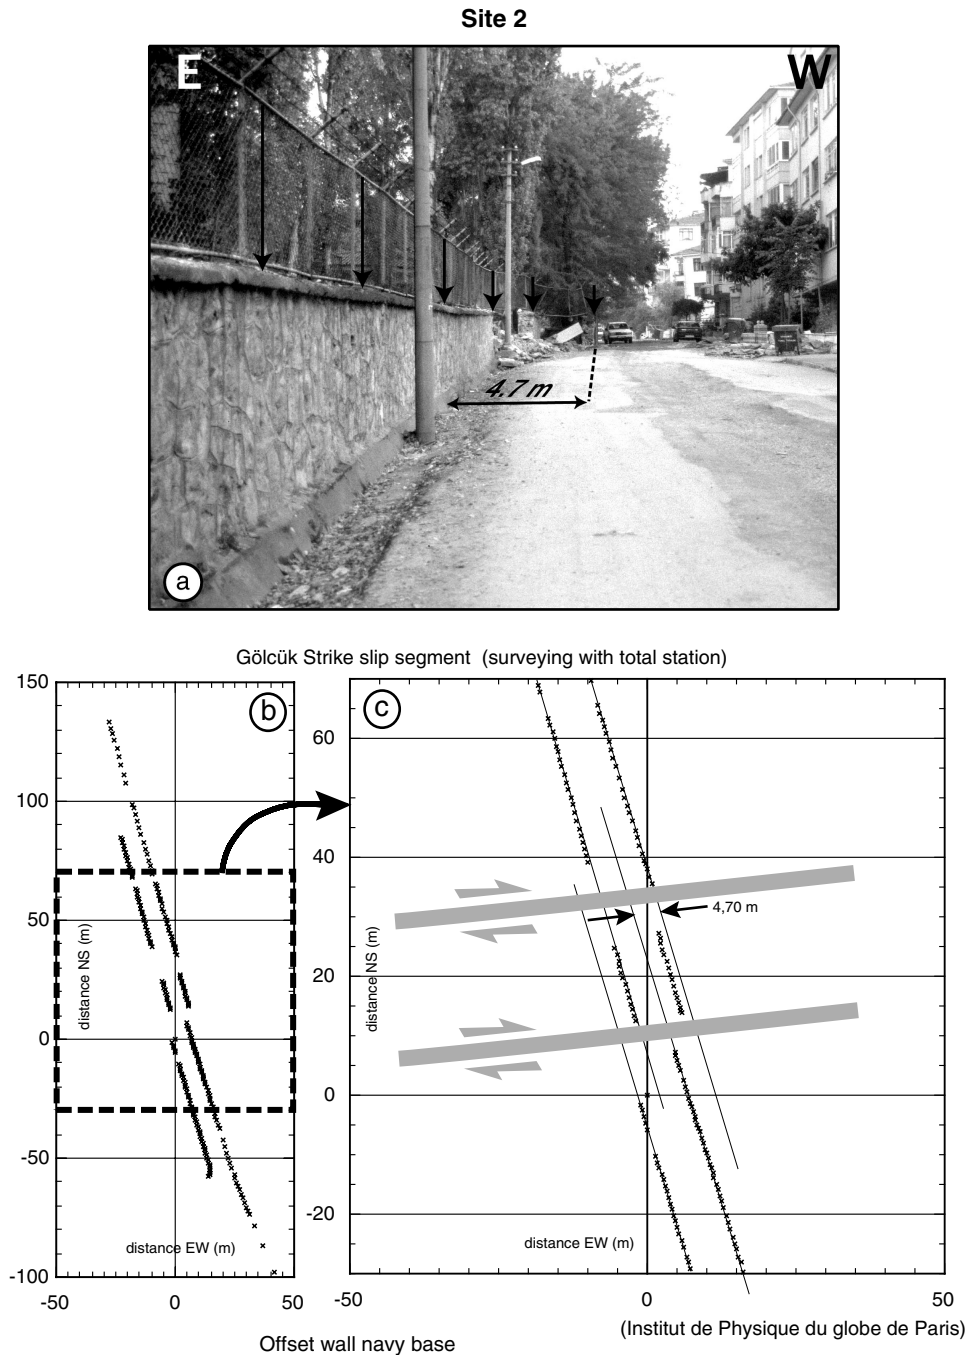 Site 2
E
W
4.7 m
a
Gölcük Strike slip segment (surveying with total station)
150
100
50
0
-50
-100
-50
0
50
b
distance NS (m)
distance EW (m)
Offset wall navy base
60
40
20
0
-20
-50
0
50
c
4,70 m
distance NS (m)
distance EW (m)
(Institut de Physique du globe de Paris)